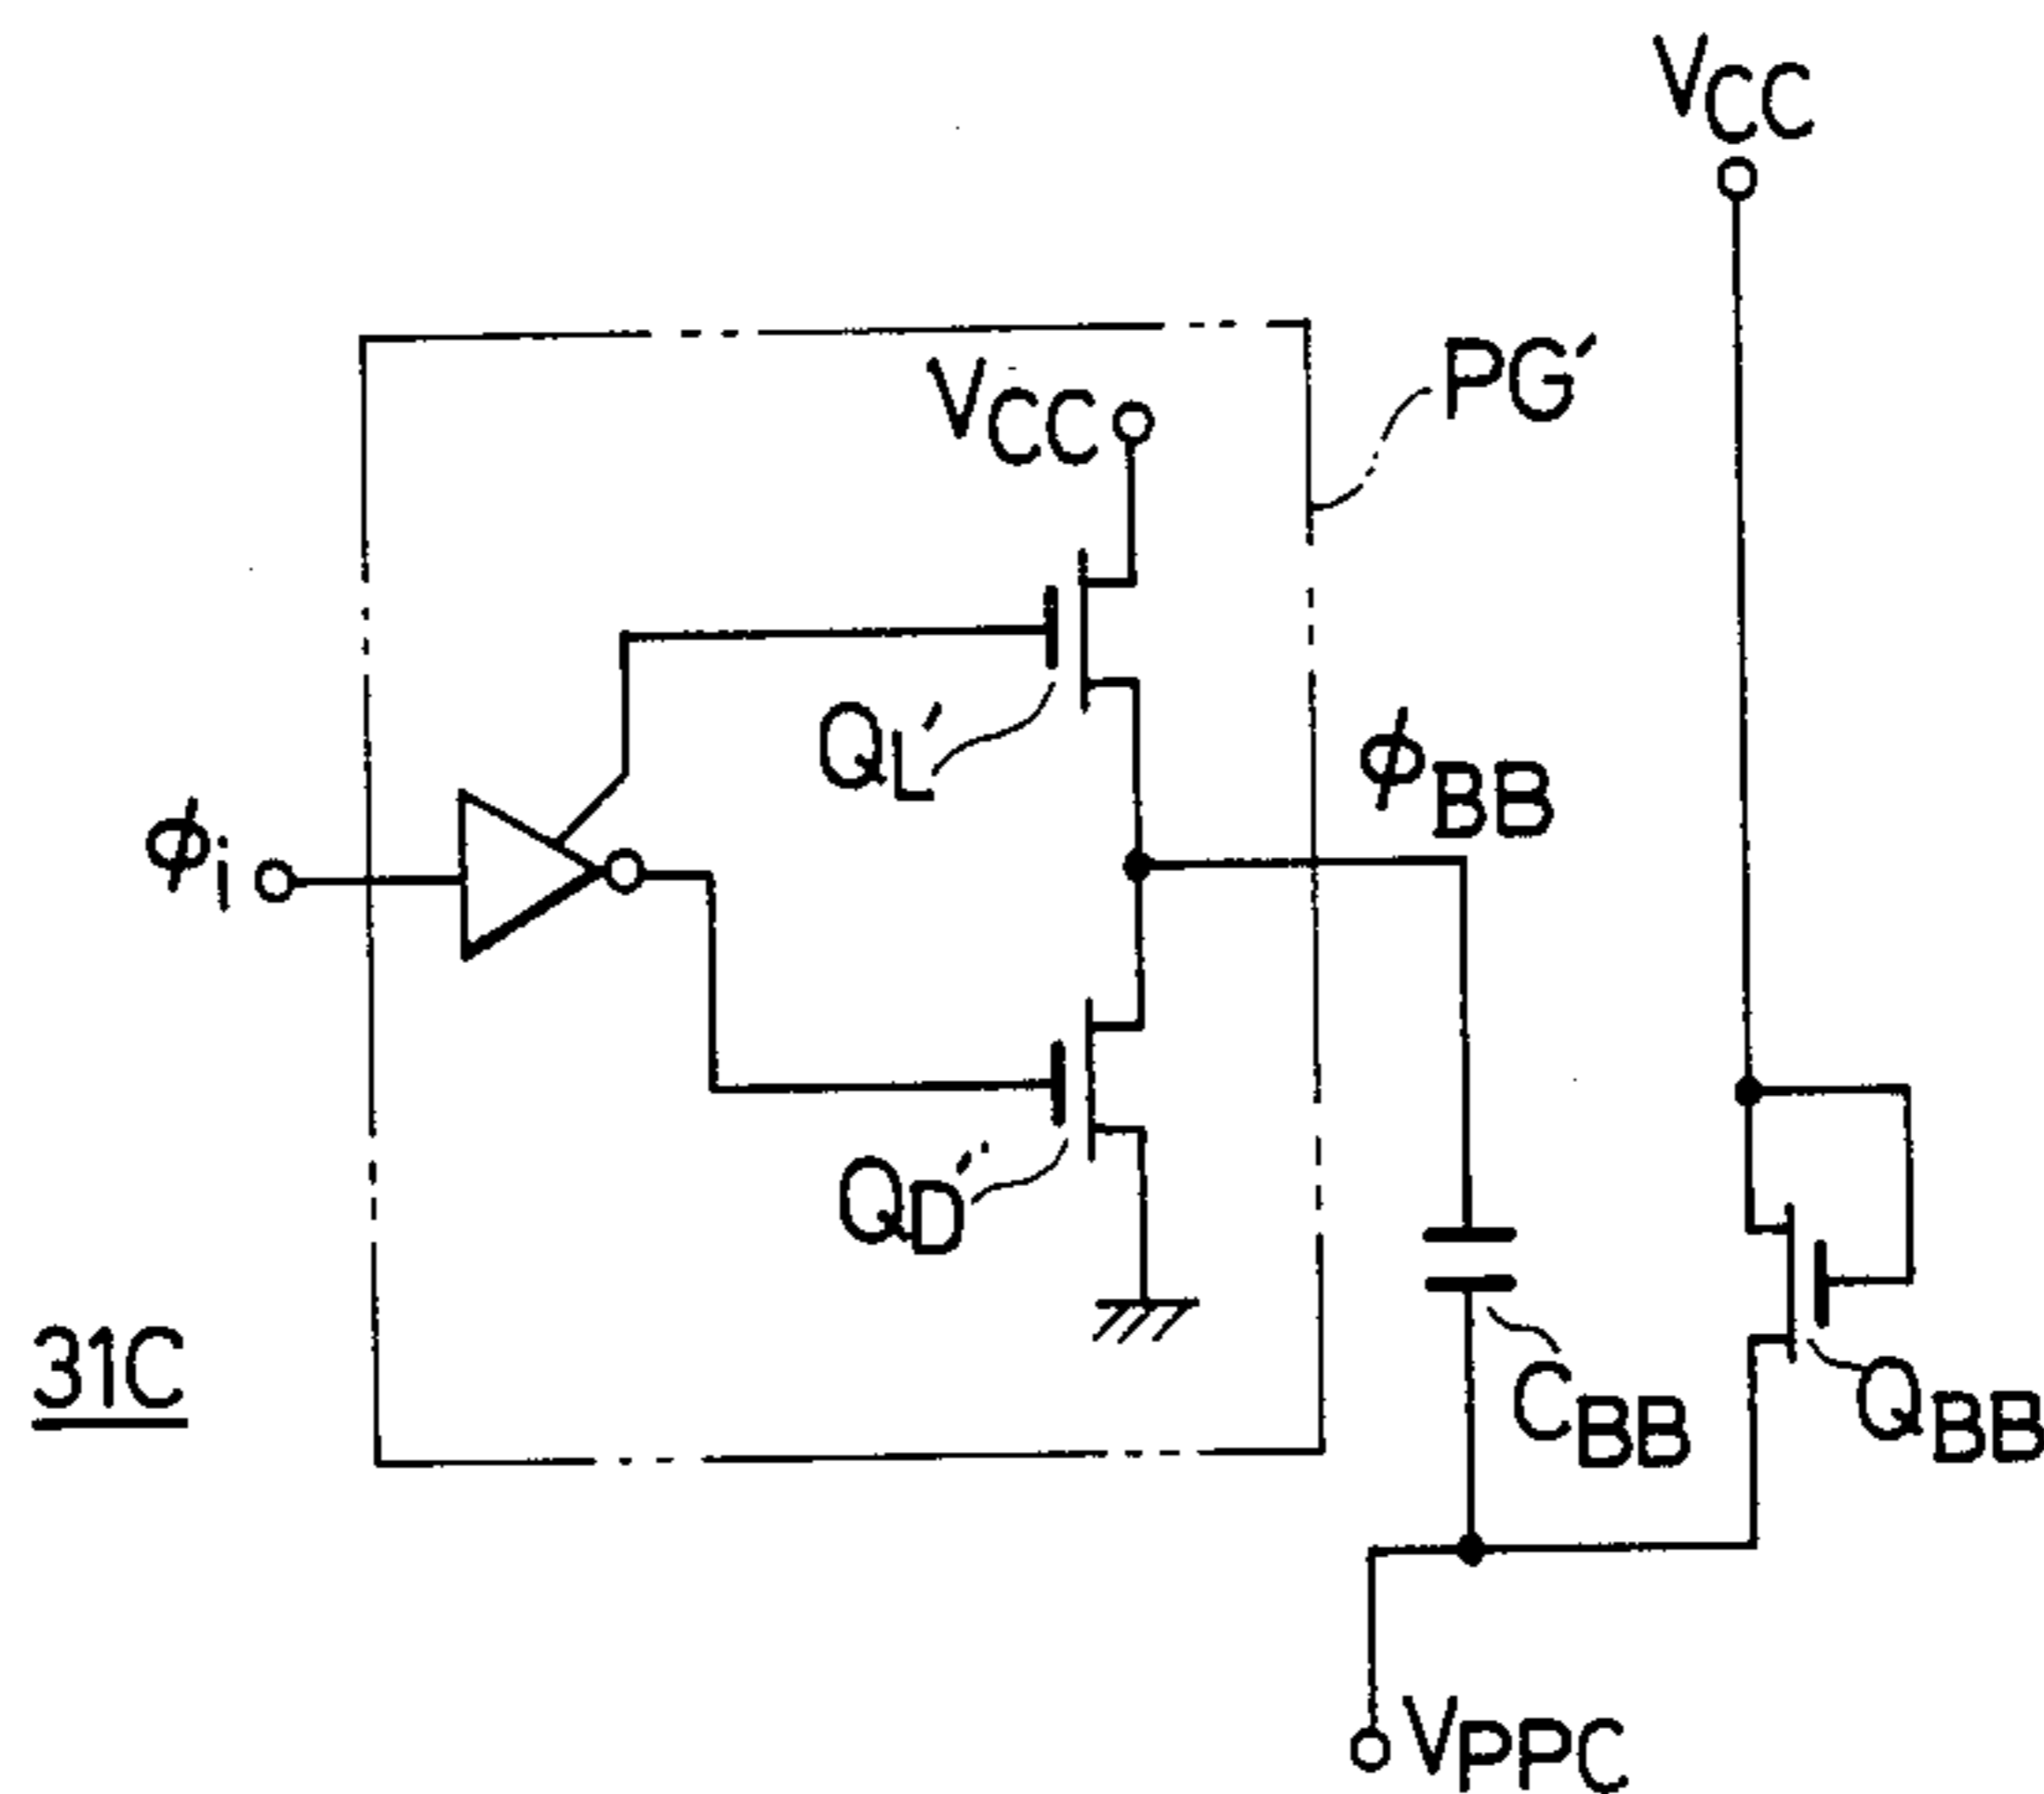 VCC
PG′
VCC
QL′
φBB
φi
QD′
31C
CBB
QBB
VPPC